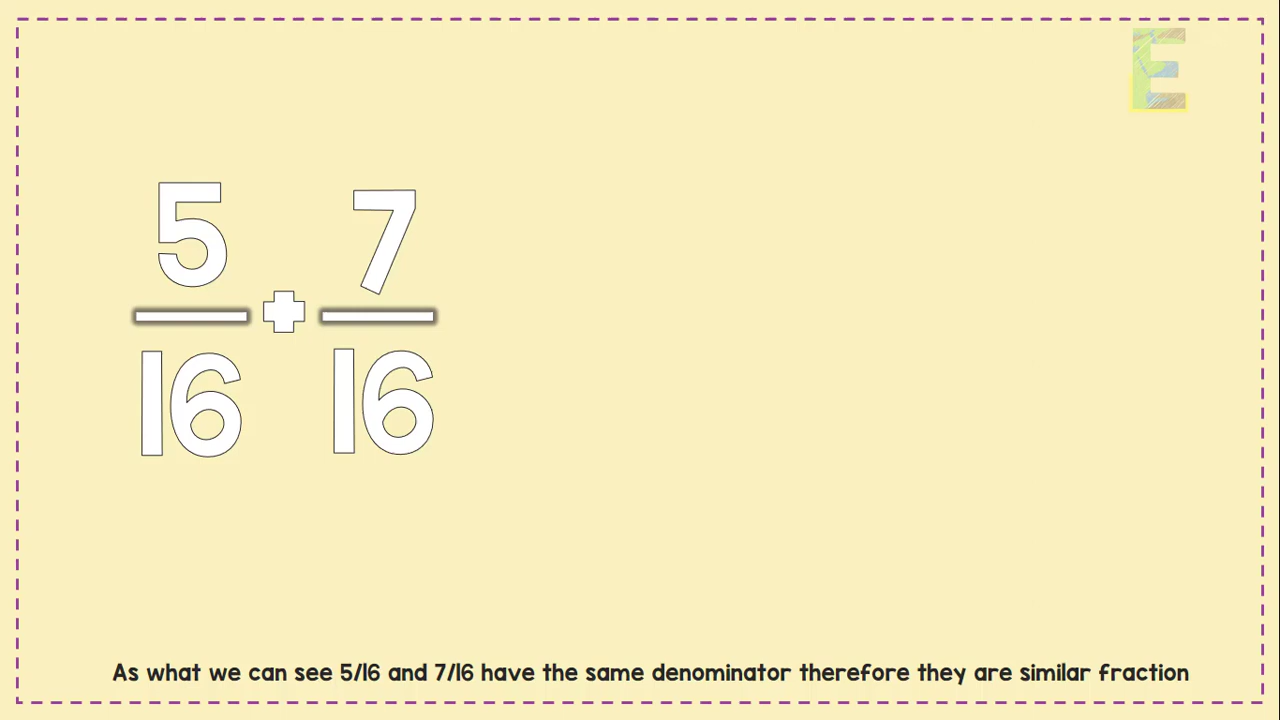 E
5 7
+
16 16
As what we can see 5/16 and 7/16 have the same denominator therefore they are similar fraction